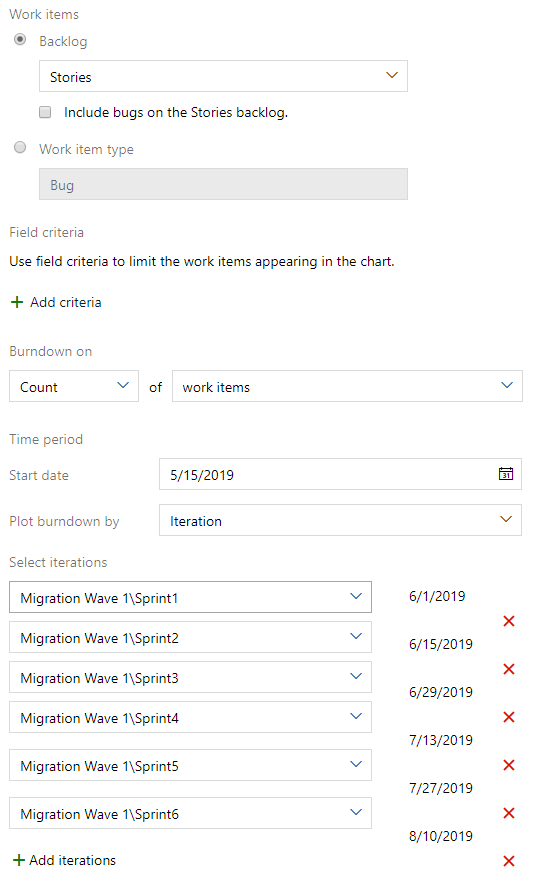 Work items
Backlog
Stories
Include bugs on the Stories backlog.
Work item type
Bug
Field criteria
Use field criteria to limit the work items appearing in the chart.
+ Add criteria
Burndown on
Count of work items
Time period
Start date 5/15/2019 31
Plot burndown by Iteration
Select iterations
Migration Wave 1\Sprint1 6/1/2019
Migration Wave 1\Sprint2 6/15/2019
Migration Wave 1\Sprint3 6/29/2019
Migration Wave 1\Sprint4 7/13/2019
Migration Wave 1\Sprint5 7/27/2019
Migration Wave 1\Sprint6 8/10/2019
+ Add iterations